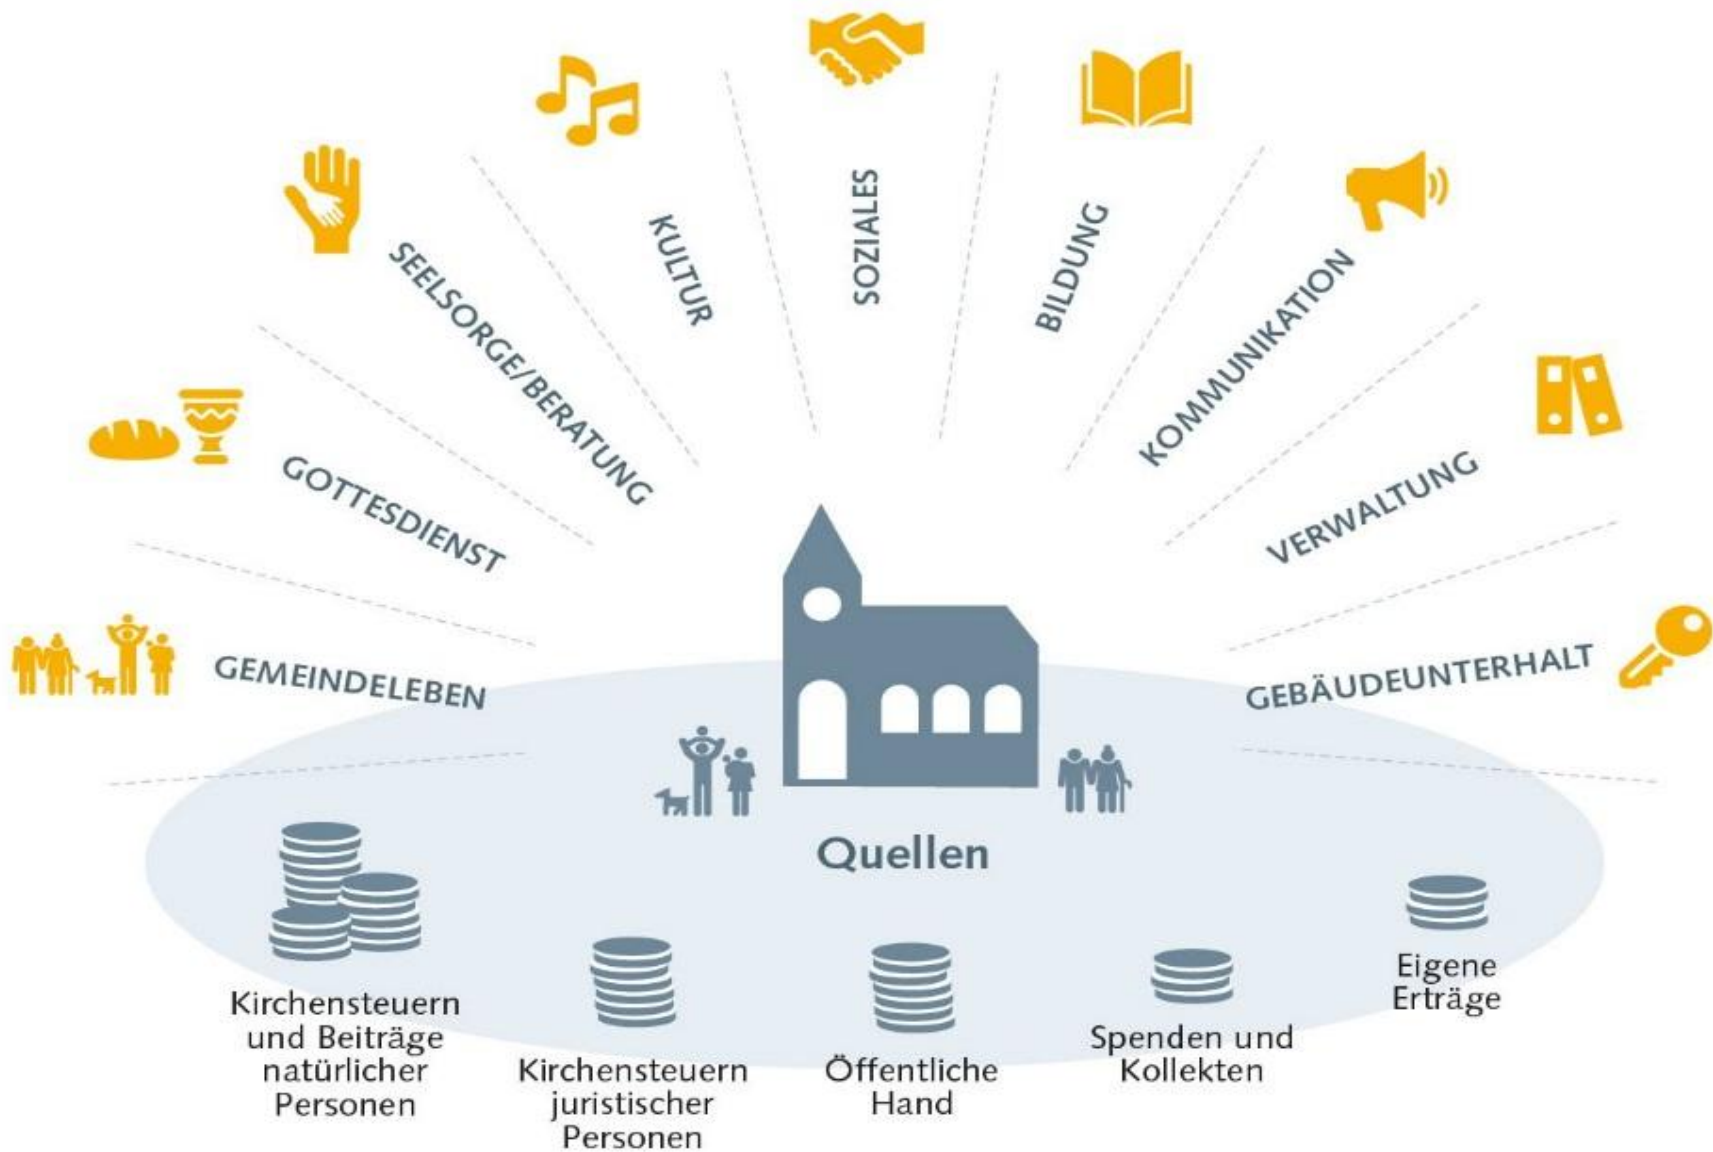 GEMEINDELEBEN
GOTTESDIENST
SEELSORGE/BERATUNG
KULTUR
SOZIALES
BILDUNG
KOMMUNIKATION
VERWALTUNG
GEBÄUDEUNTERHALT
Quellen
Kirchensteuern
und Beiträge
natürlicher
Personen
Kirchensteuern
juristischer
Personen
Öffentliche
Hand
Spenden und
Kollekten
Eigene
Erträge